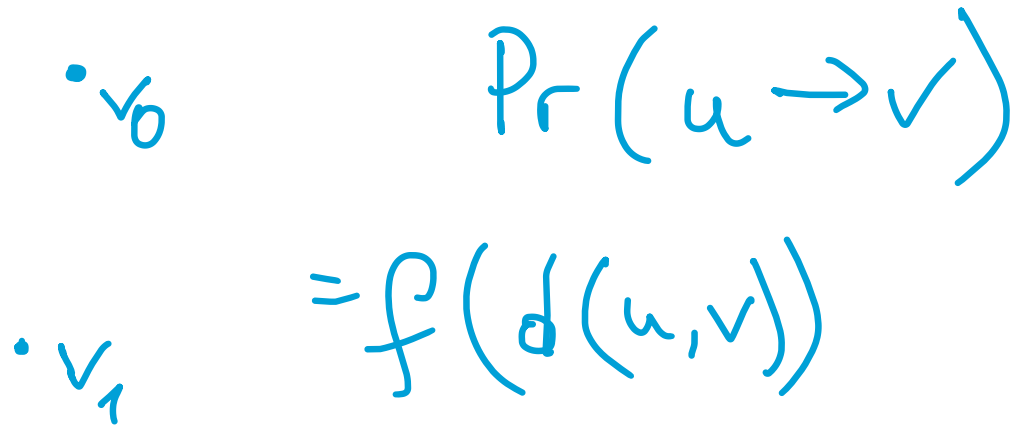 v₀ Pr(u → v)
= f(d(u,v))
v₁